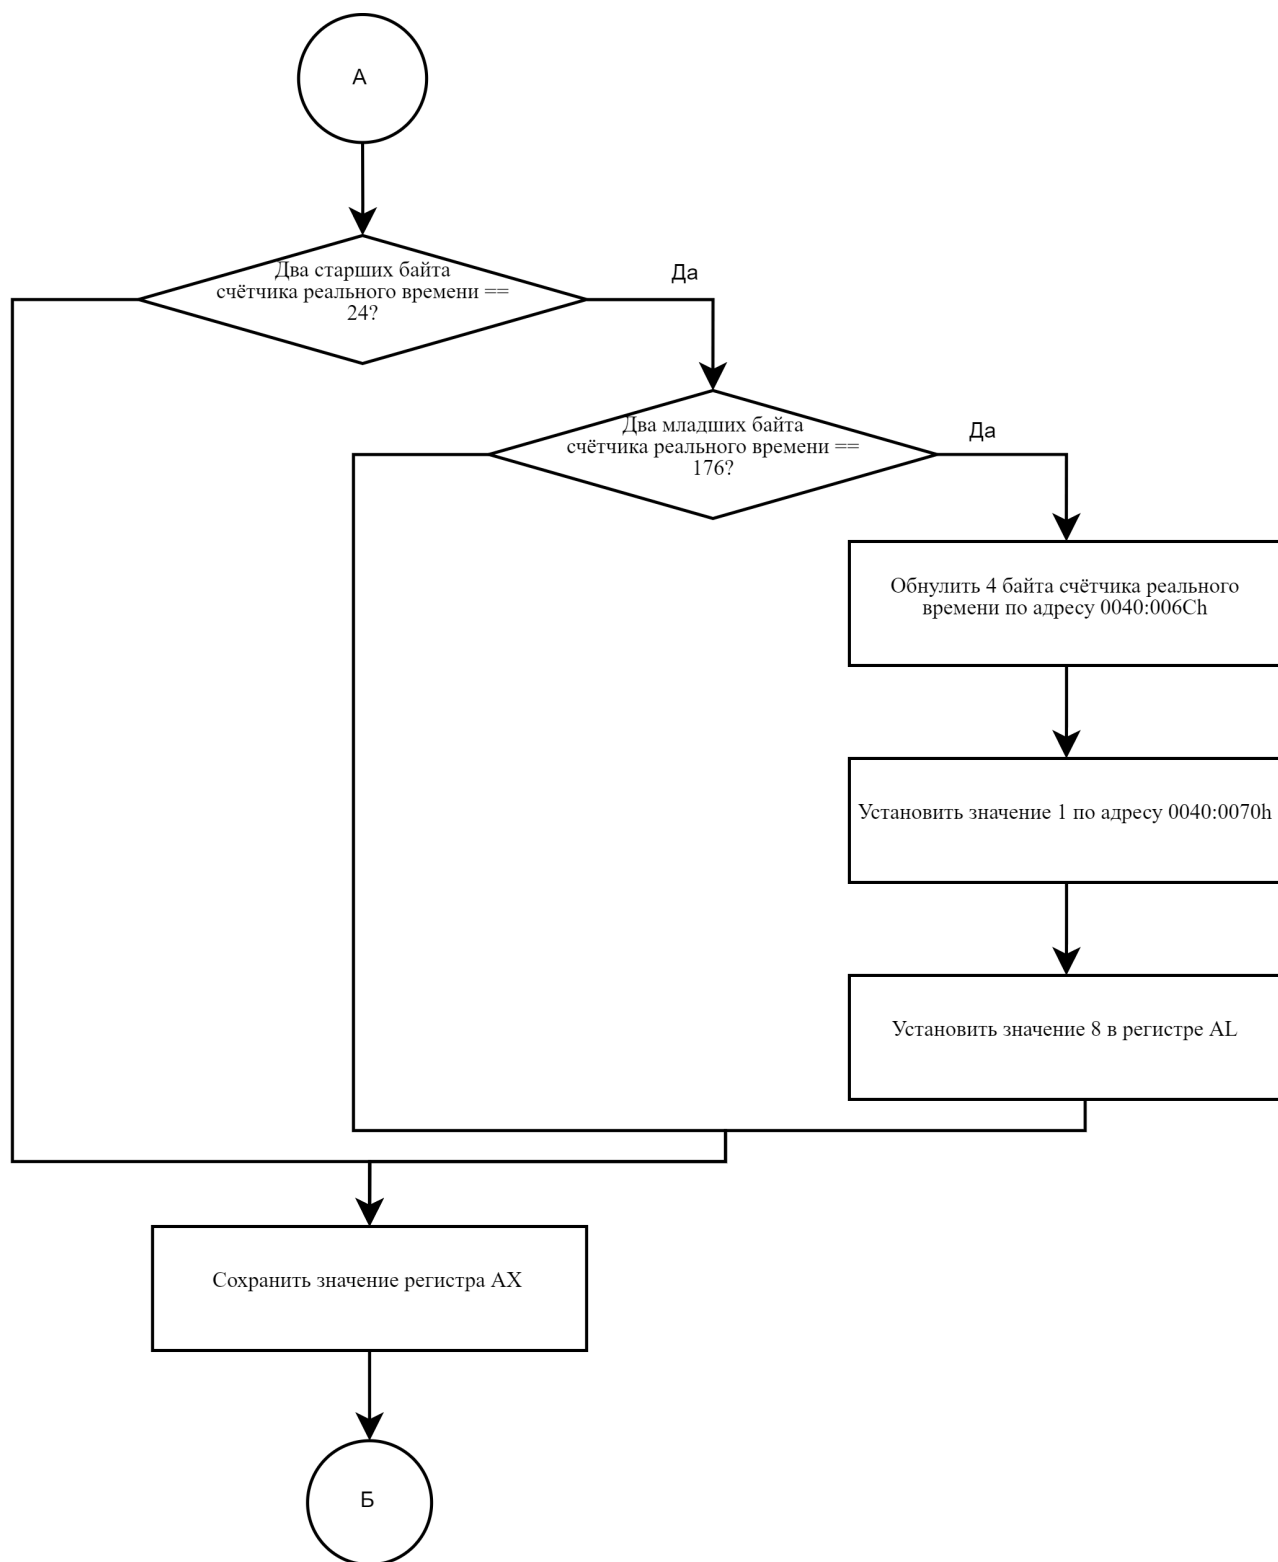 А
Два старших байта
счётчика реального времени ==
24?
Да
Два младших байта
счётчика реального времени ==
176?
Да
Обнулить 4 байта счётчика реального
времени по адресу 0040:006Ch
Установить значение 1 по адресу 0040:0070h
Установить значение 8 в регистре AL
Сохранить значение регистра AX
Б